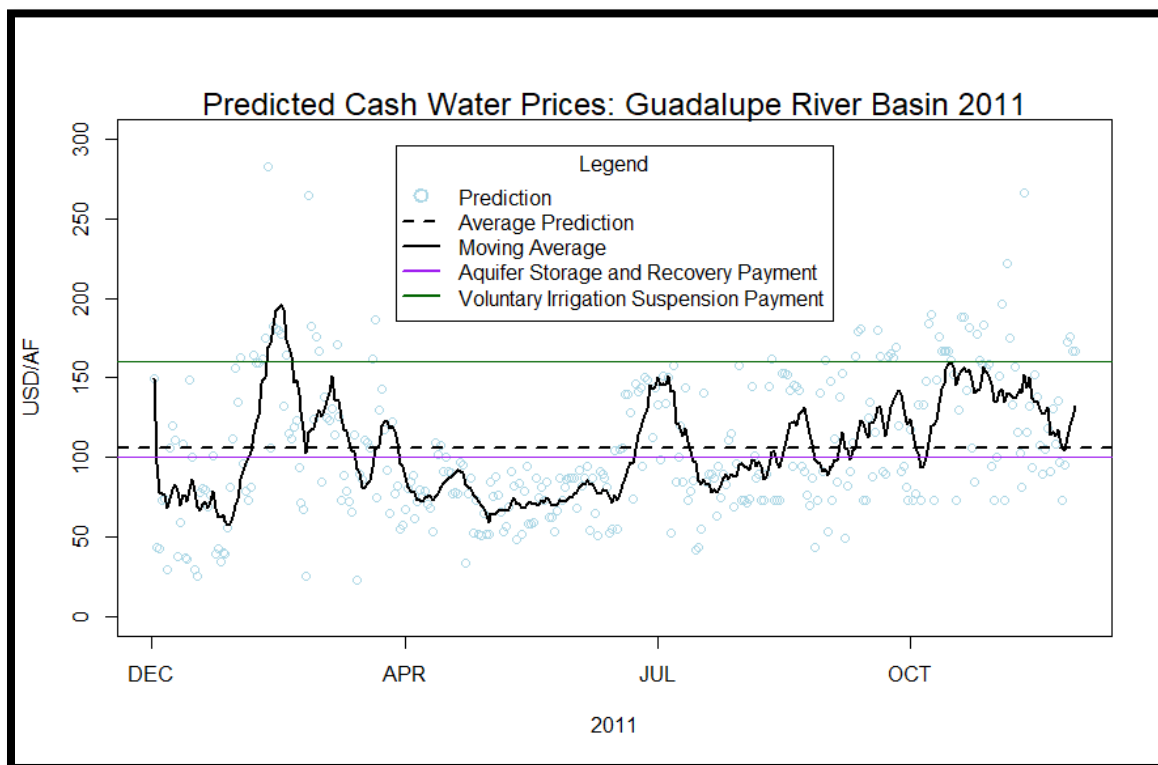 Predicted Cash Water Prices: Guadalupe River Basin 2011
300
250
200
150
100
50
0
USD/AF
Legend
Prediction
Average Prediction
Moving Average
Aquifer Storage and Recovery Payment
Voluntary Irrigation Suspension Payment
DEC
APR
JUL
OCT
2011